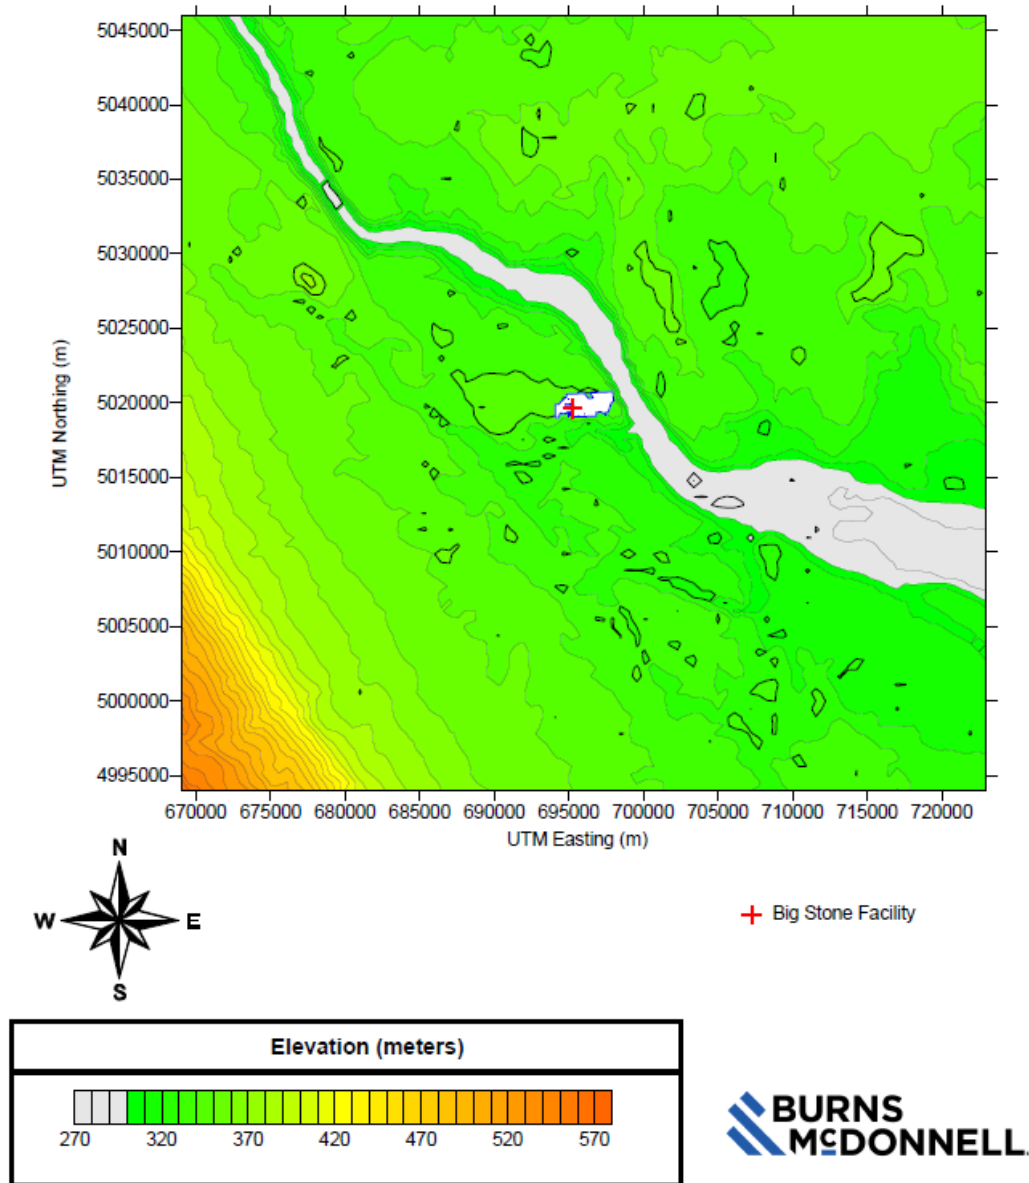 5045000
5040000
5035000
5030000
5025000
5020000
5015000
5010000
5005000
5000000
4995000
UTM Northing (m)
670000 675000 680000 685000 690000 695000 700000 705000 710000 715000 720000
UTM Easting (m)
N
W E
S
Big Stone Facility
Elevation (meters)
270 320 370 420 470 520 570
BURNS
McDONNELL.